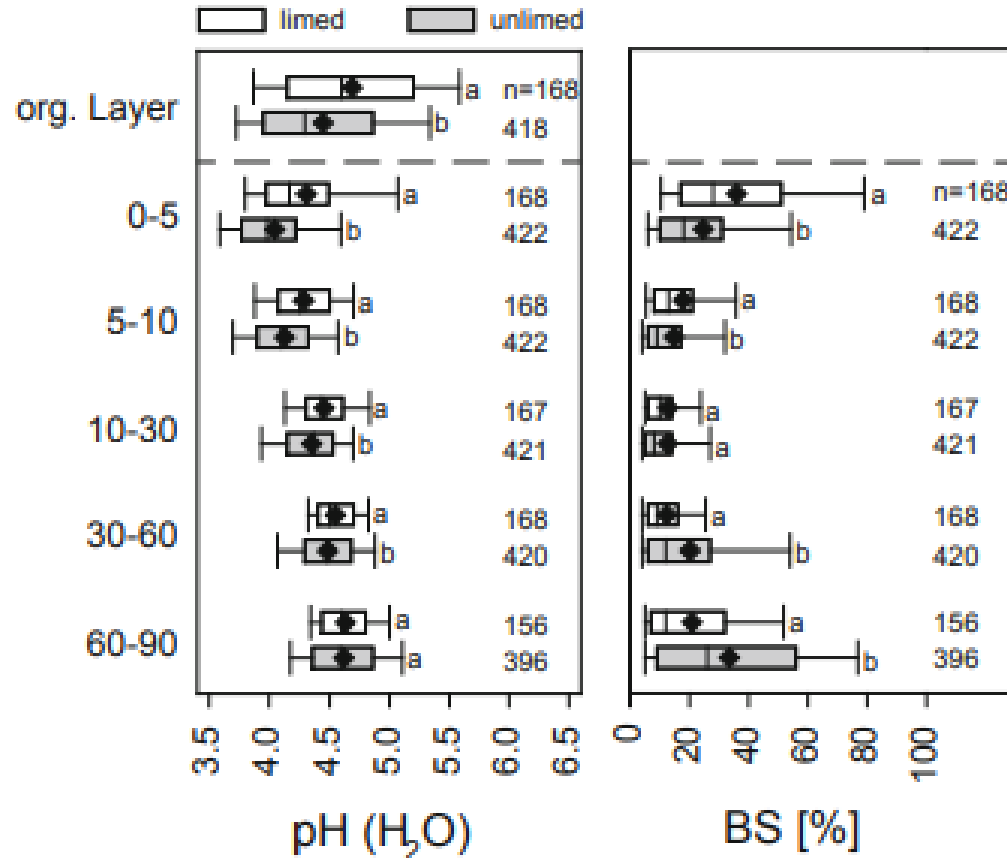 limed unlimed
org. Layer
a n=168
b 418
0-5
a 168
b 422
a n=168
b 422
5-10
a 168
b 422
a 168
b 422
10-30
a 167
b 421
a 167
a 421
30-60
a 168
b 420
a 168
b 420
60-90
a 156
a 396
a 156
b 396
3.5 4.0 4.5 5.0 5.5 6.0 6.5
0 20 40 60 80 100
pH (H₂O)
BS [%]